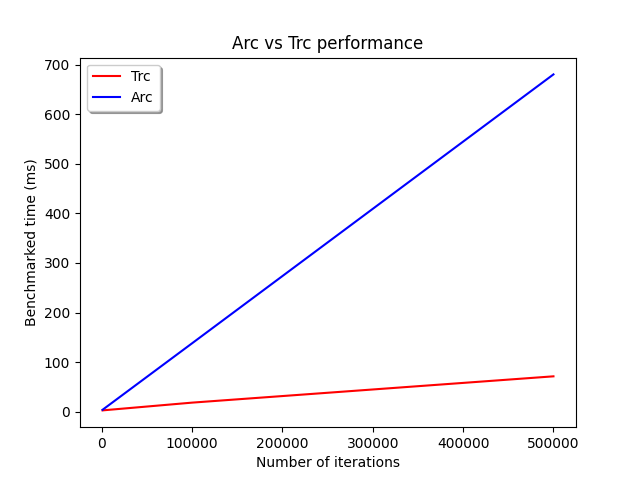 Arc vs Trc performance
Trc
Arc
700
600
500
400
300
200
100
0
Benchmarked time (ms)
0 100000 200000 300000 400000 500000
Number of iterations